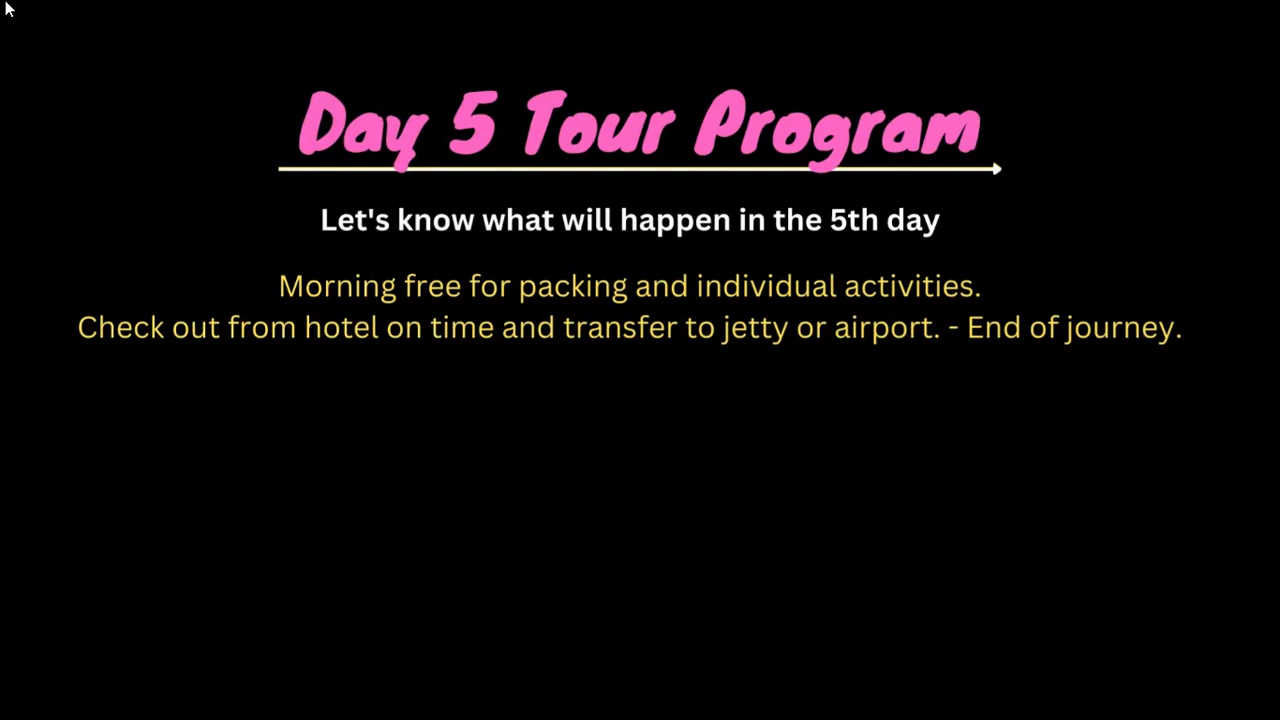 Day 5 Tour Program
Let's know what will happen in the 5th day
Morning free for packing and individual activities.
Check out from hotel on time and transfer to jetty or airport. - End of journey.